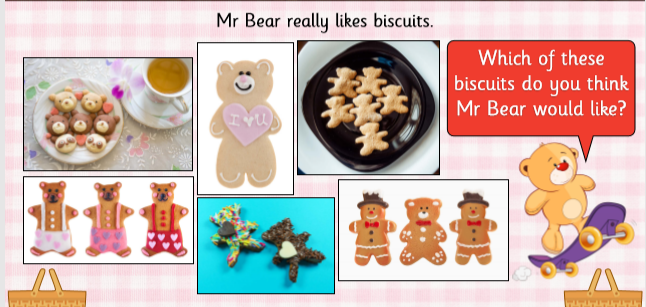 Mr Bear really likes biscuits.
Which of these
biscuits do you think
Mr Bear would like?
I ♥ U